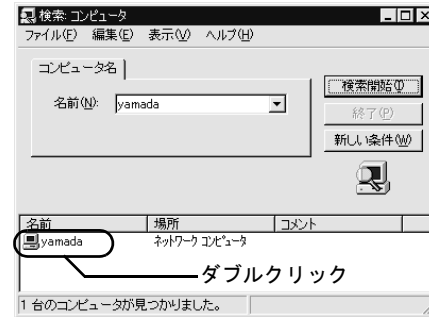 検索: コンピュータ
ファイル(F) 編集(E) 表示(V) ヘルプ(H)
コンピュータ名
名前(N): yamada
検索開始(I)
終了(P)
新しい条件(W)
名前 場所 コメント
yamada ネットワーク コンピュータ
ダブルクリック
1 台のコンピュータが見つかりました。